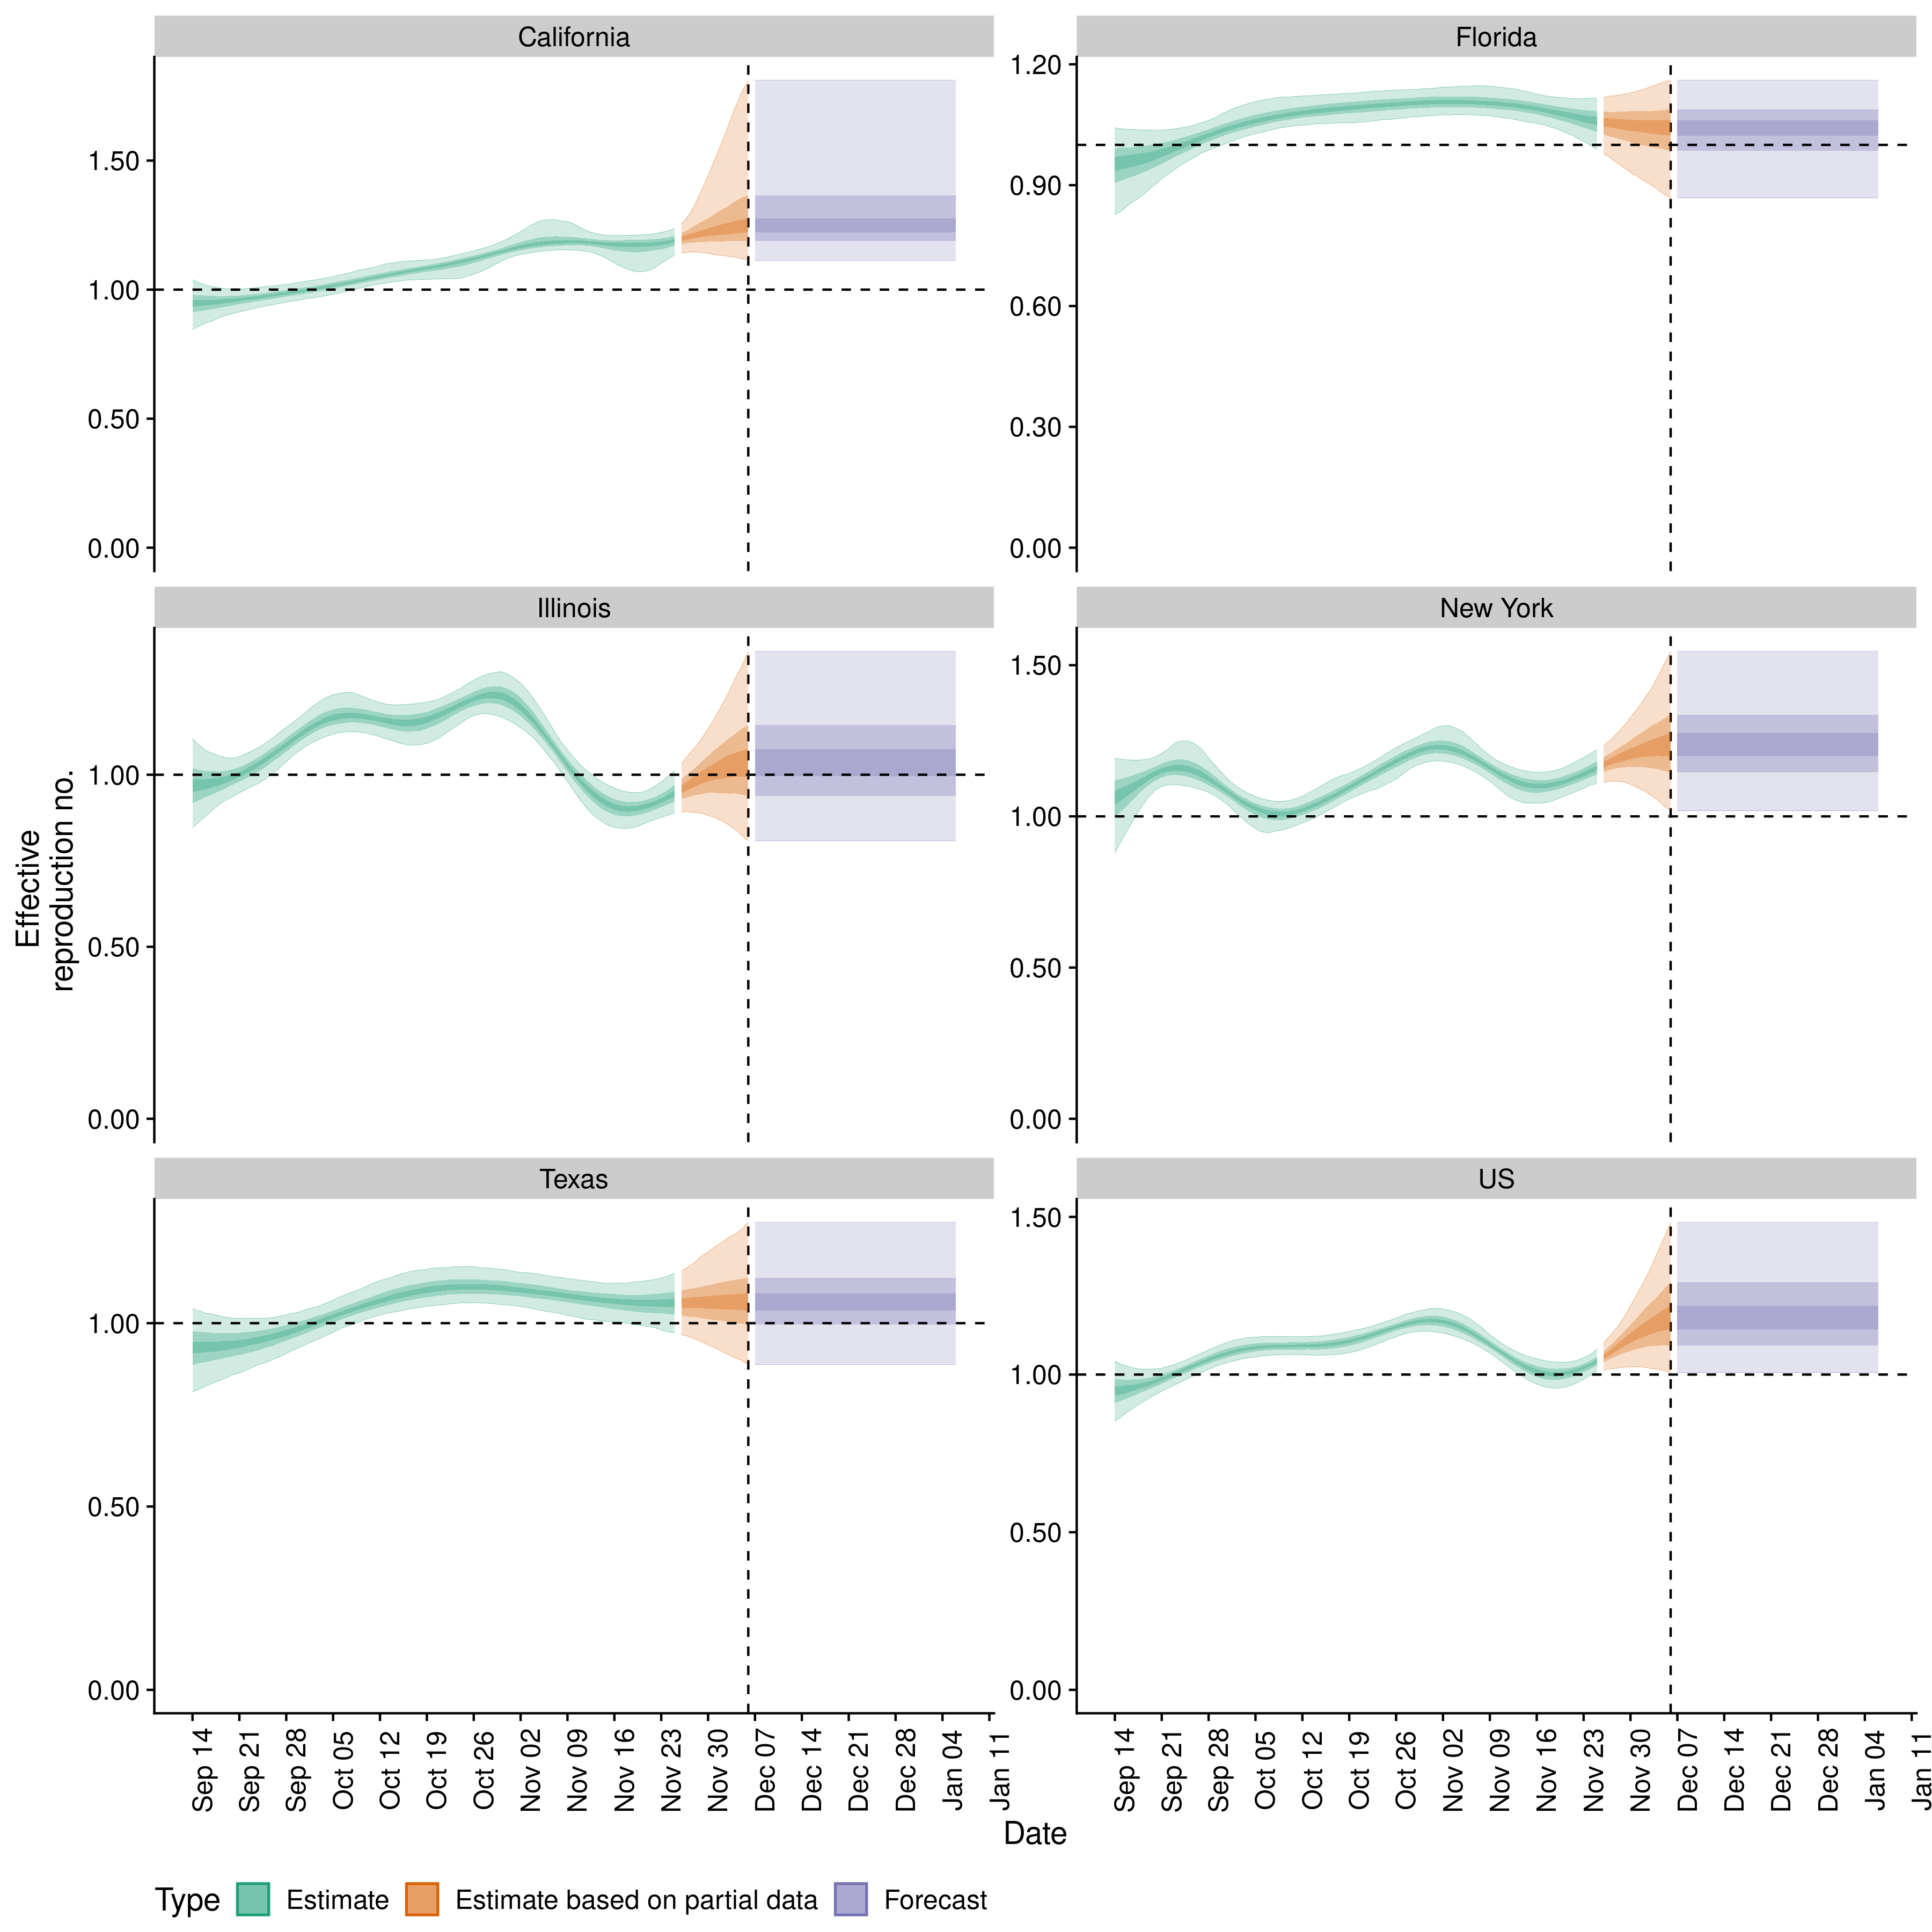 California
Florida
1.50
1.00
0.50
0.00
1.20
0.90
0.60
0.30
0.00
Illinois
New York
1.00
0.50
0.00
1.50
1.00
0.50
0.00
Texas
US
1.00
0.50
0.00
1.50
1.00
0.50
0.00
Effective
reproduction no.
Sep 14
Sep 21
Sep 28
Oct 05
Oct 12
Oct 19
Oct 26
Nov 02
Nov 09
Nov 16
Nov 23
Nov 30
Dec 07
Dec 14
Dec 21
Dec 28
Jan 04
Jan 11
Sep 14
Sep 21
Sep 28
Oct 05
Oct 12
Oct 19
Oct 26
Nov 02
Nov 09
Nov 16
Nov 23
Nov 30
Dec 07
Dec 14
Dec 21
Dec 28
Jan 04
Jan 11
Date
Type
Estimate
Estimate based on partial data
Forecast